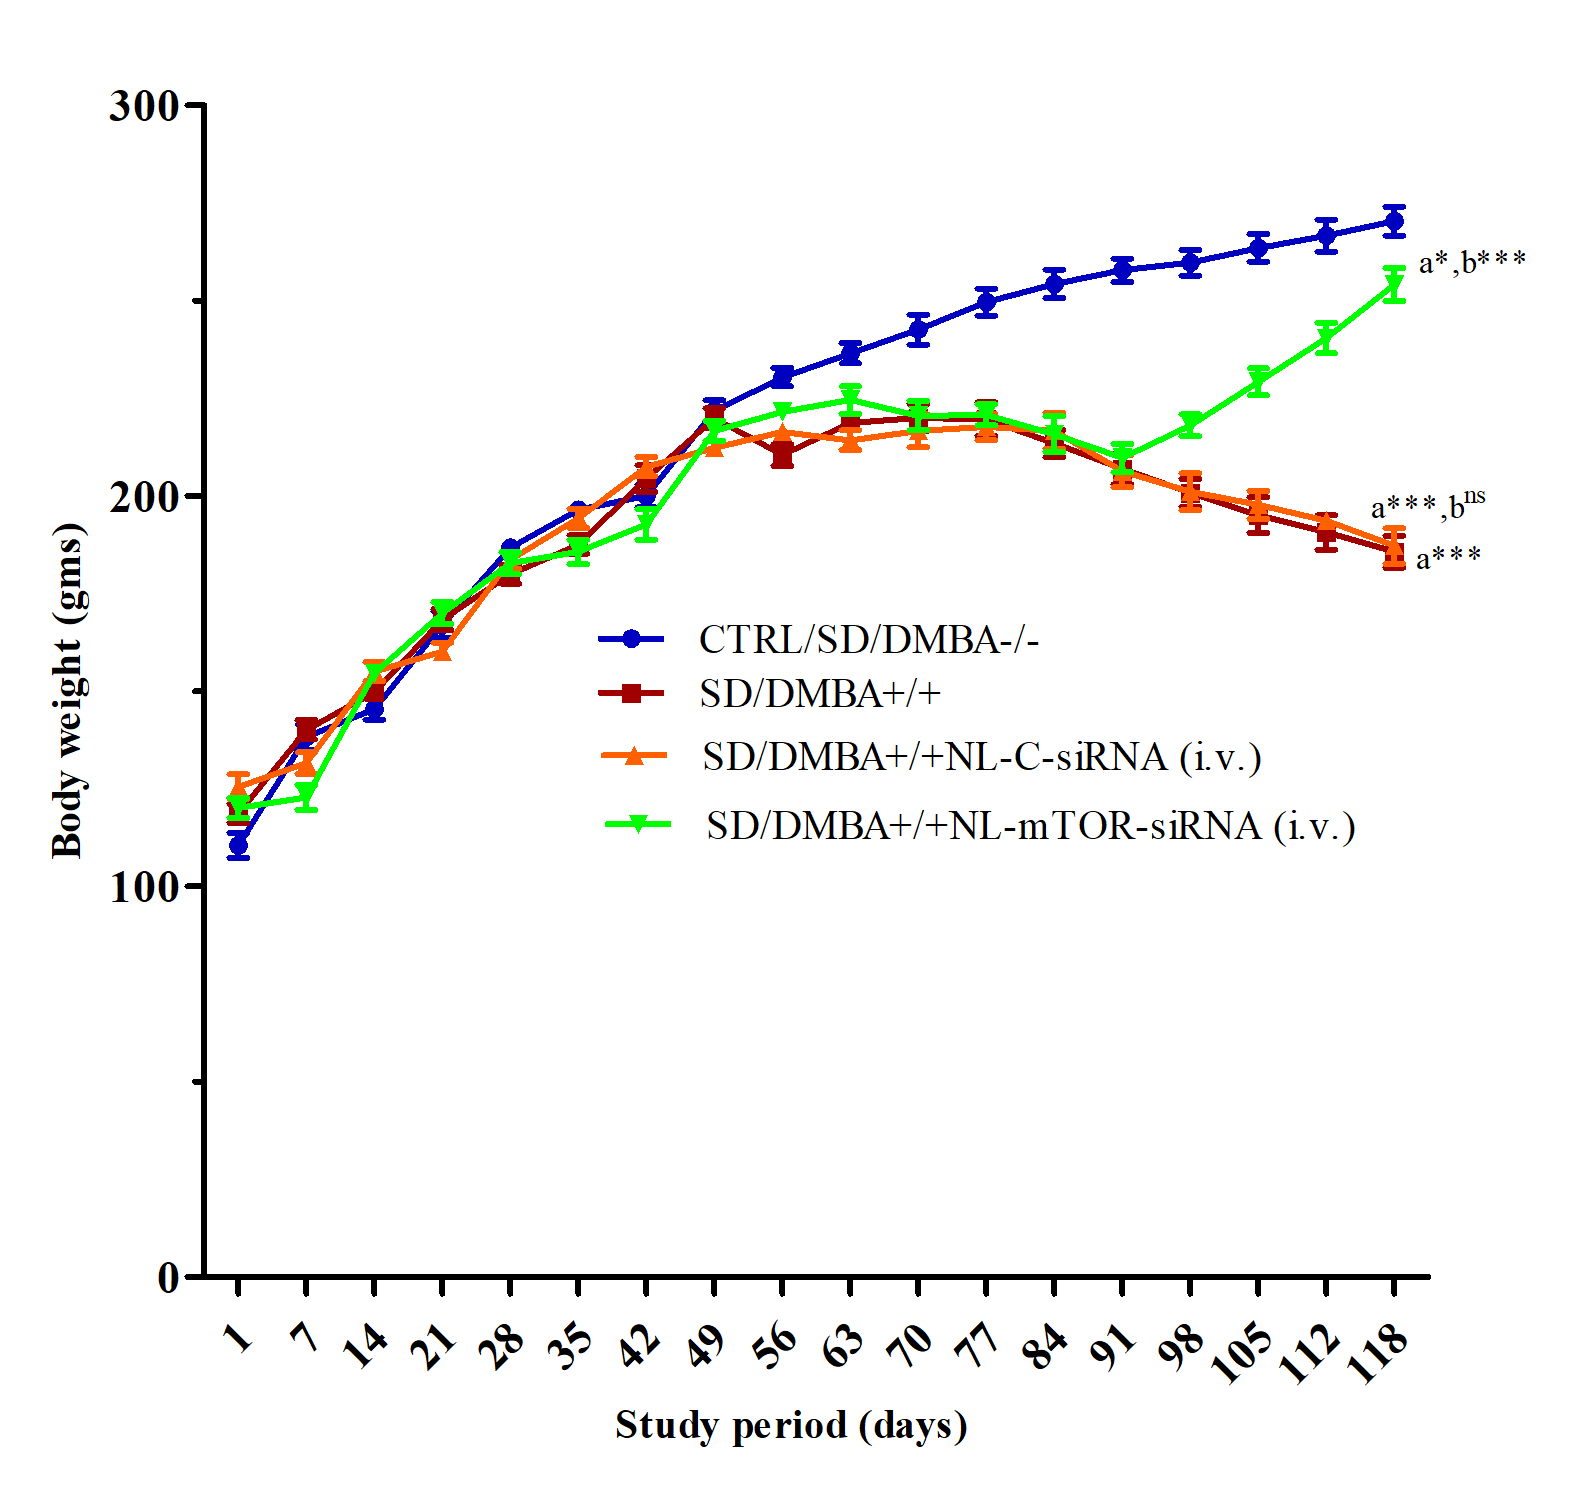 300
200
100
0
Body weight (gms)
a*,b***
a***,bns
a***
CTRL/SD/DMBA-/-
SD/DMBA+/+
SD/DMBA+/+NL-C-siRNA (i.v.)
SD/DMBA+/+NL-mTOR-siRNA (i.v.)
1 7 14 21 28 35 42 49 56 63 70 77 84 91 98 105 112 118
Study period (days)